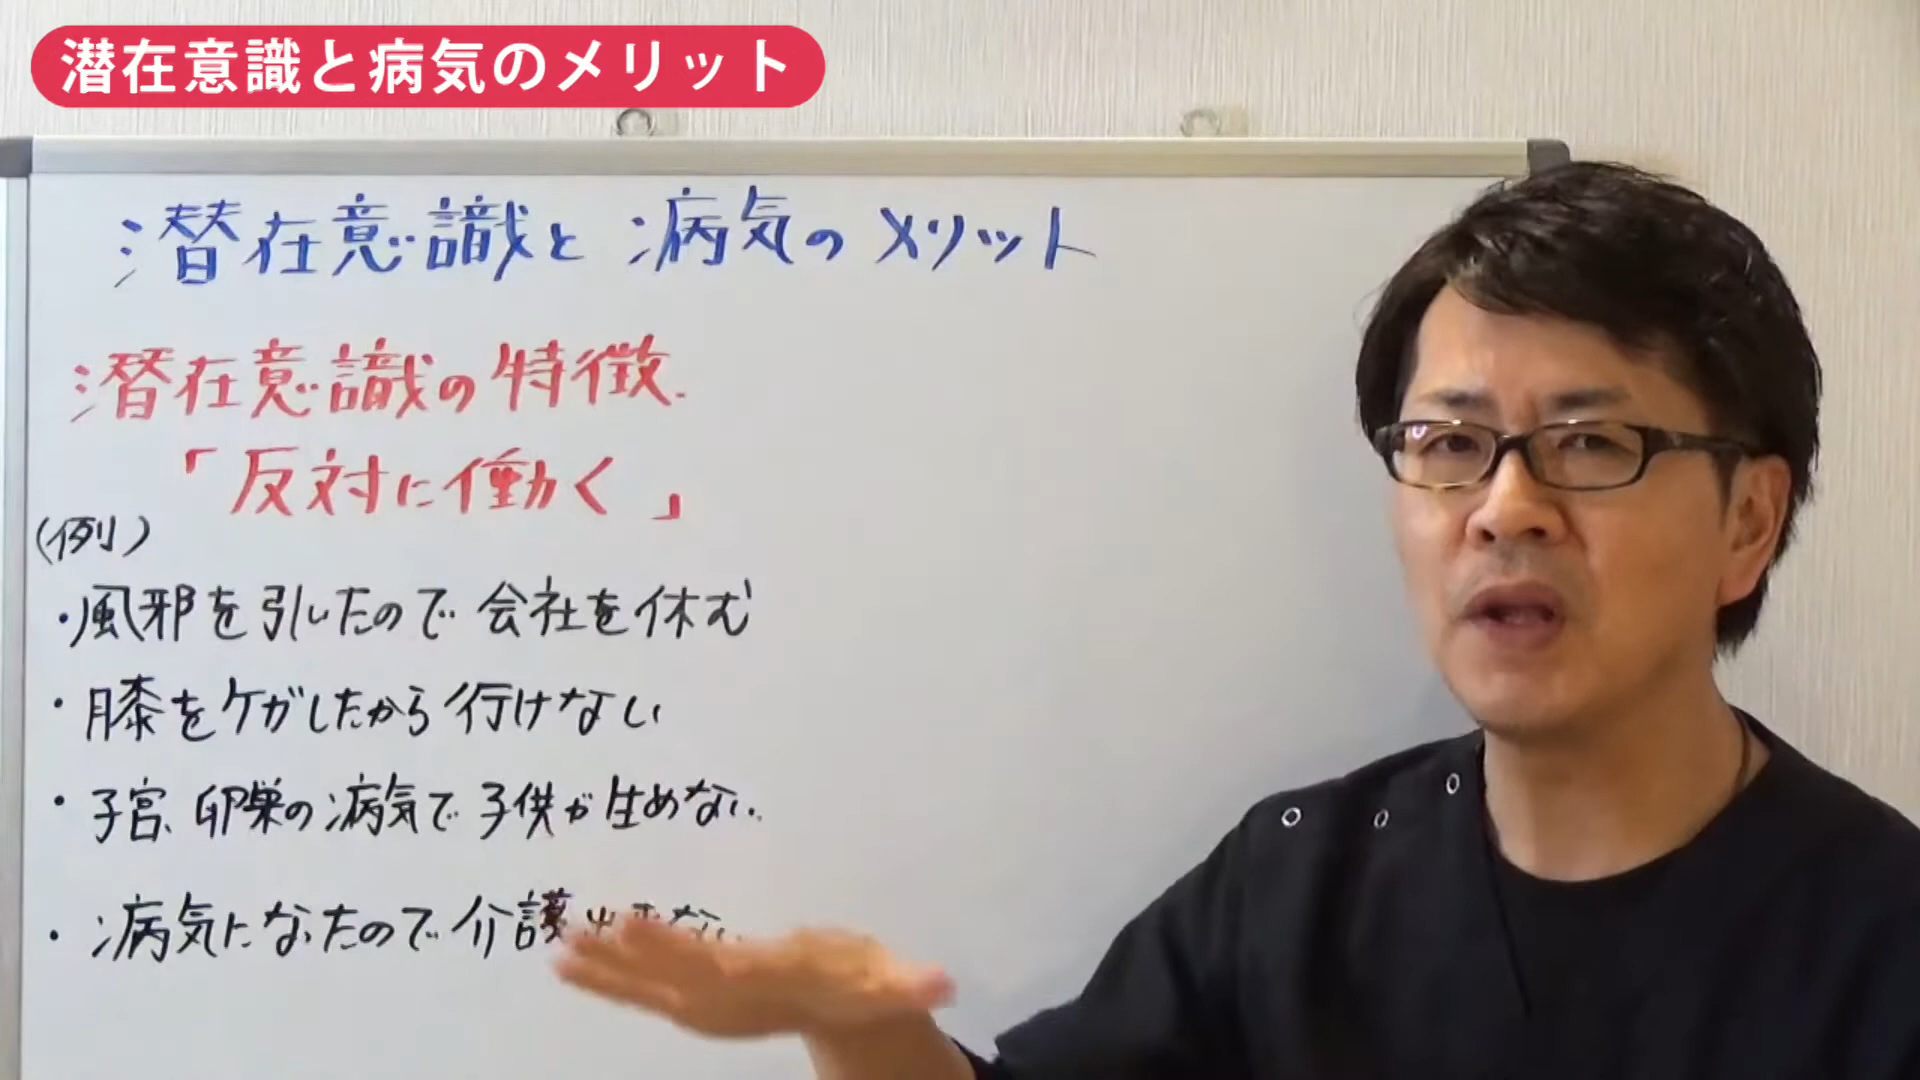 潜在意識と病気のメリット
潜在意識と病気のメリット
潜在意識の特徴
「反対に働く」
(例)
・風邪を引いたので会社を休む
・膝をケガしたから行けない
・子宮、卵巣の病気で子供が生めない
・病気になったので介護出来ない